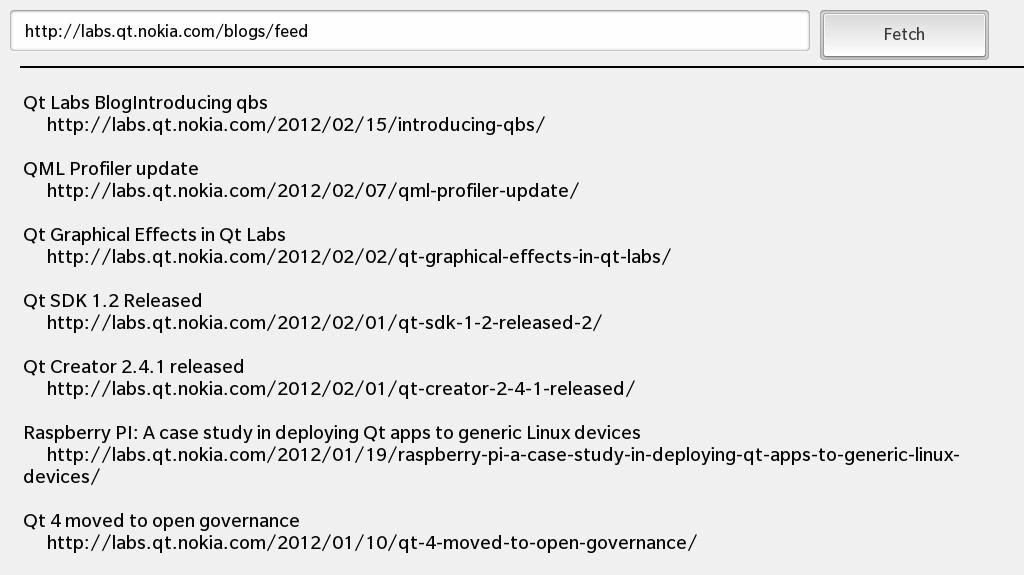 http://labs.qt.nokia.com/blogs/feed
Fetch
Qt Labs BlogIntroducing qbs
http://labs.qt.nokia.com/2012/02/15/introducing-qbs/
QML Profiler update
http://labs.qt.nokia.com/2012/02/07/qml-profiler-update/
Qt Graphical Effects in Qt Labs
http://labs.qt.nokia.com/2012/02/02/qt-graphical-effects-in-qt-labs/
Qt SDK 1.2 Released
http://labs.qt.nokia.com/2012/02/01/qt-sdk-1-2-released-2/
Qt Creator 2.4.1 released
http://labs.qt.nokia.com/2012/02/01/qt-creator-2-4-1-released/
Raspberry PI: A case study in deploying Qt apps to generic Linux devices
http://labs.qt.nokia.com/2012/01/19/raspberry-pi-a-case-study-in-deploying-qt-apps-to-generic-linux-
devices/
Qt 4 moved to open governance
http://labs.qt.nokia.com/2012/01/10/qt-4-moved-to-open-governance/